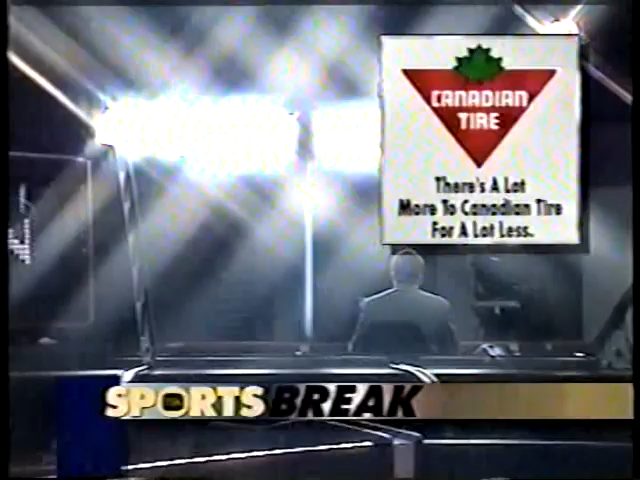 CANADIAN
TIRE
There's A Lot
More To Canadian Tire
For A Lot Less.
SPORTSBREAK